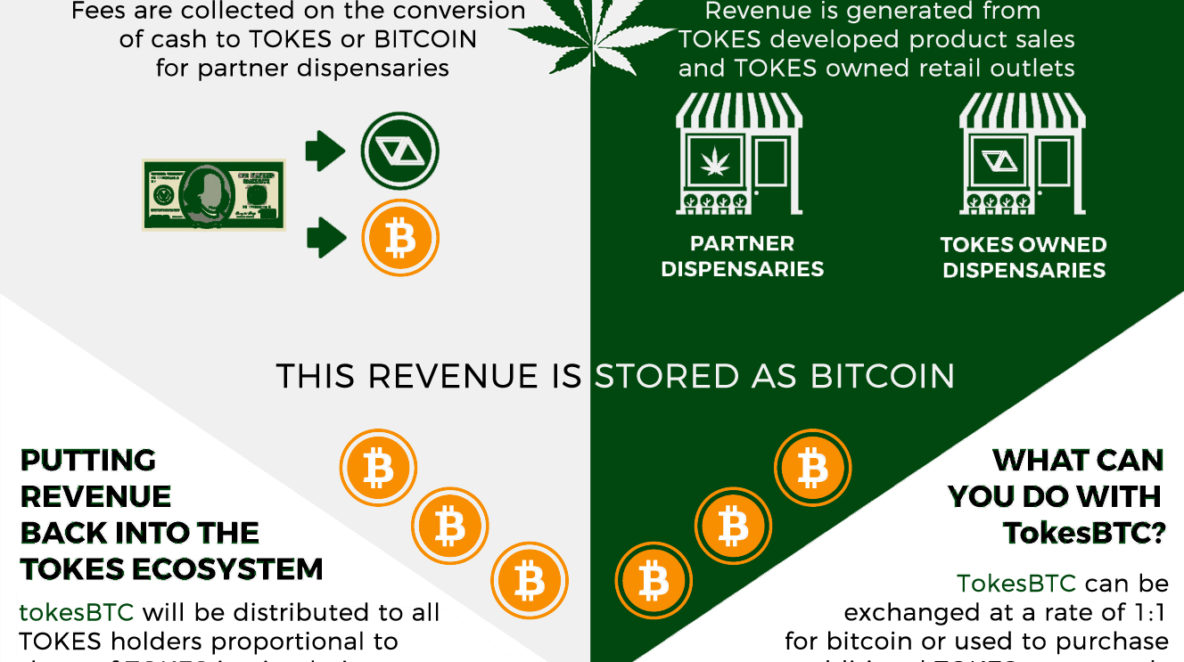 Fees are collected on the conversion
of cash to TOKES or BITCOIN
for partner dispensaries
Revenue is generated from
TOKES developed product sales
and TOKES owned retail outlets
PARTNER
DISPENSARIES
TOKES OWNED
DISPENSARIES
THIS REVENUE IS STORED AS BITCOIN
PUTTING
REVENUE
BACK INTO THE
TOKES ECOSYSTEM
tokesBTC will be distributed to all
TOKES holders proportional to
WHAT CAN
YOU DO WITH
TokesBTC?
TokesBTC can be
exchanged at a rate of 1:1
for bitcoin or used to purchase